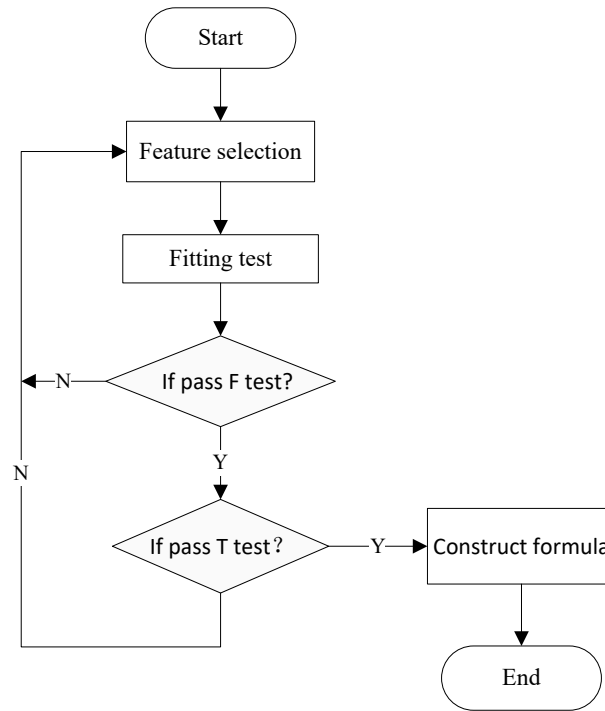 Start
Feature selection
Fitting test
If pass F test?
N
Y
N
If pass T test？
Y
Construct formula
End